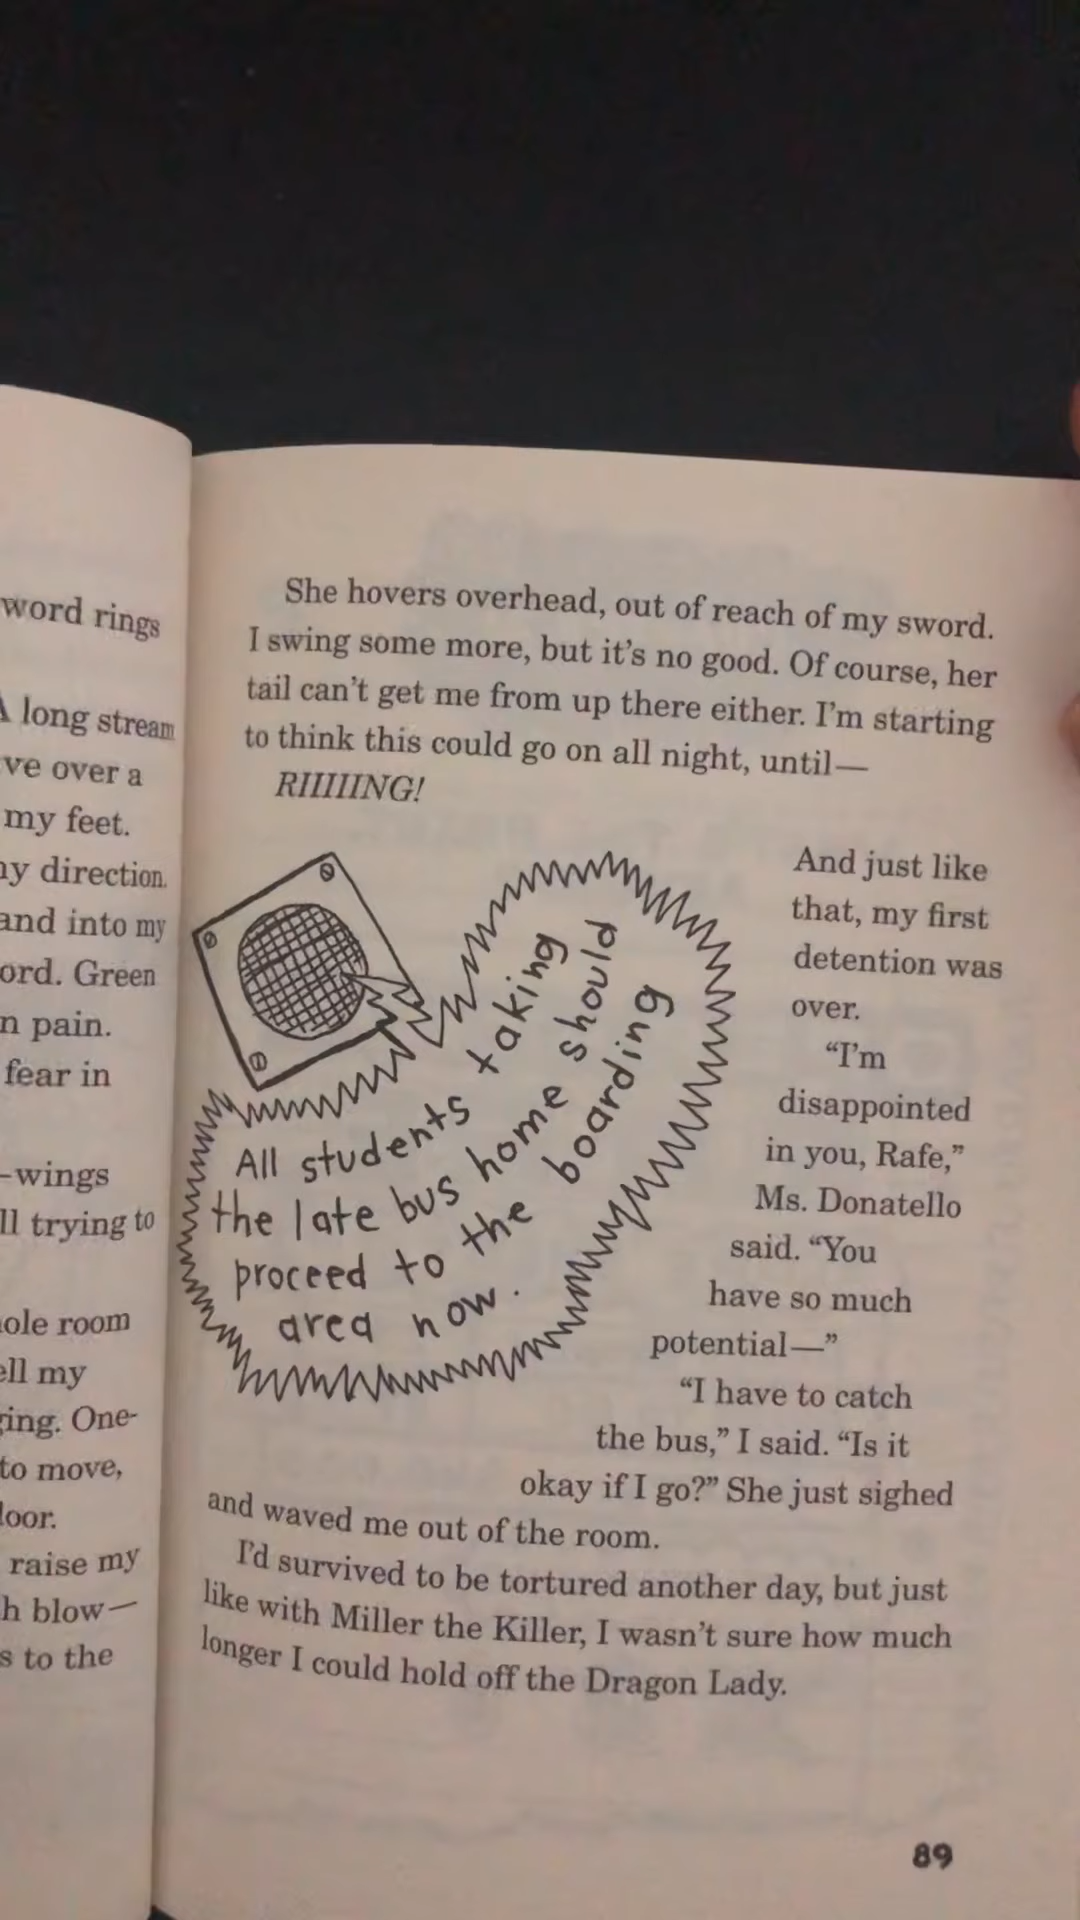 word rings
long stream
ve over a
my feet.
direction.
and into my
ord. Green
n pain.
fear in
-wings
ll trying to
ole room
ell my
ing. One-
to move,
loor.
raise my
h blow—
s to the
She hovers overhead, out of reach of my sword.
I swing some more, but it's no good. Of course, her
tail can't get me from up there either. I'm starting
to think this could go on all night, until—
RIIIIING!
All students taking
the late bus home should
proceed to the boarding
area now.
And just like
that, my first
detention was
over.
“I'm
disappointed
in you, Rafe,”
Ms. Donatello
said. “You
have so much
potential—”
“I have to catch
the bus,” I said. “Is it
okay if I go?” She just sighed
and waved me out of the room.
I'd survived to be tortured another day, but just
like with Miller the Killer, I wasn't sure how much
longer I could hold off the Dragon Lady.
89